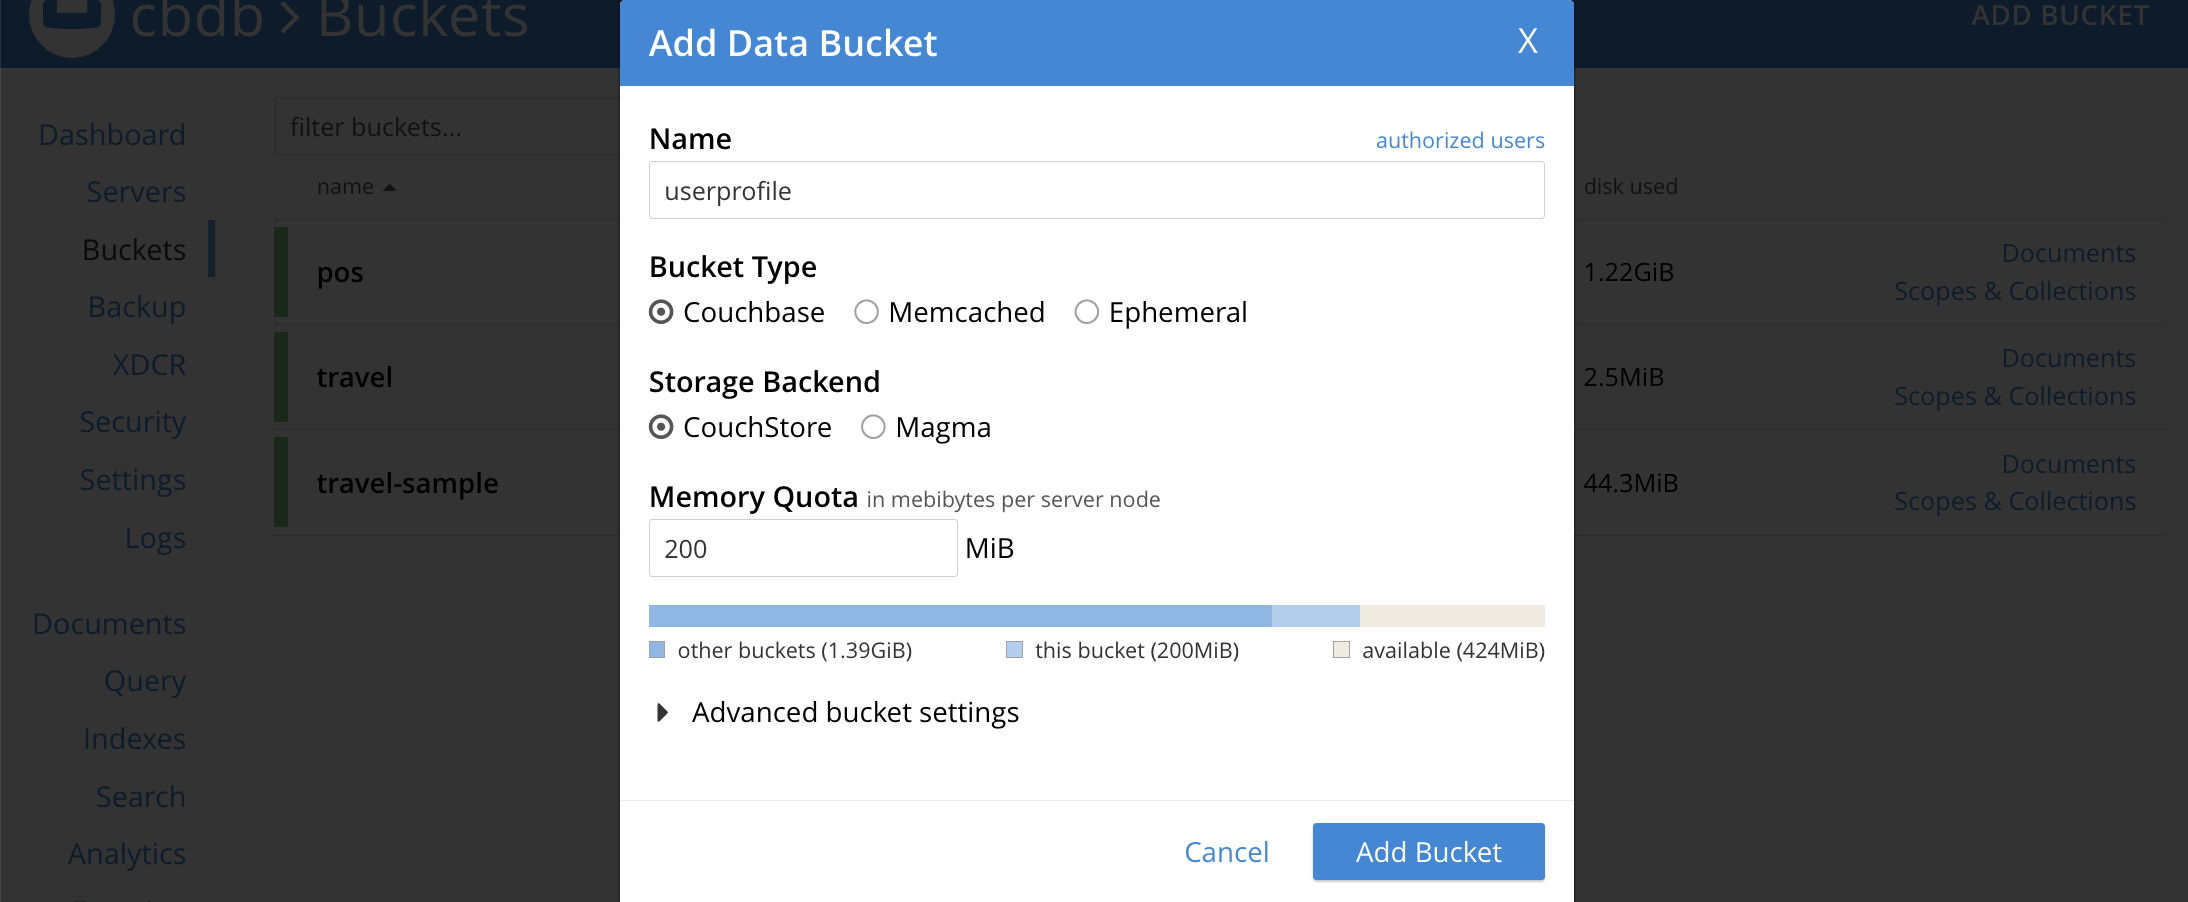 cbdb > Buckets
ADD BUCKET
Dashboard
Servers
Buckets
Backup
XDCR
Security
Settings
Logs
Documents
Query
Indexes
Search
Analytics
filter buckets...
name
disk used
pos
1.22GiB
Documents
Scopes & Collections
travel
2.5MiB
Documents
Scopes & Collections
travel-sample
44.3MiB
Documents
Scopes & Collections
Add Data Bucket
X
Name
authorized users
userprofile
Bucket Type
Couchbase Memcached Ephemeral
Storage Backend
CouchStore Magma
Memory Quota in mebibytes per server node
200 MiB
other buckets (1.39GiB) this bucket (200MiB) available (424MiB)
Advanced bucket settings
Cancel Add Bucket